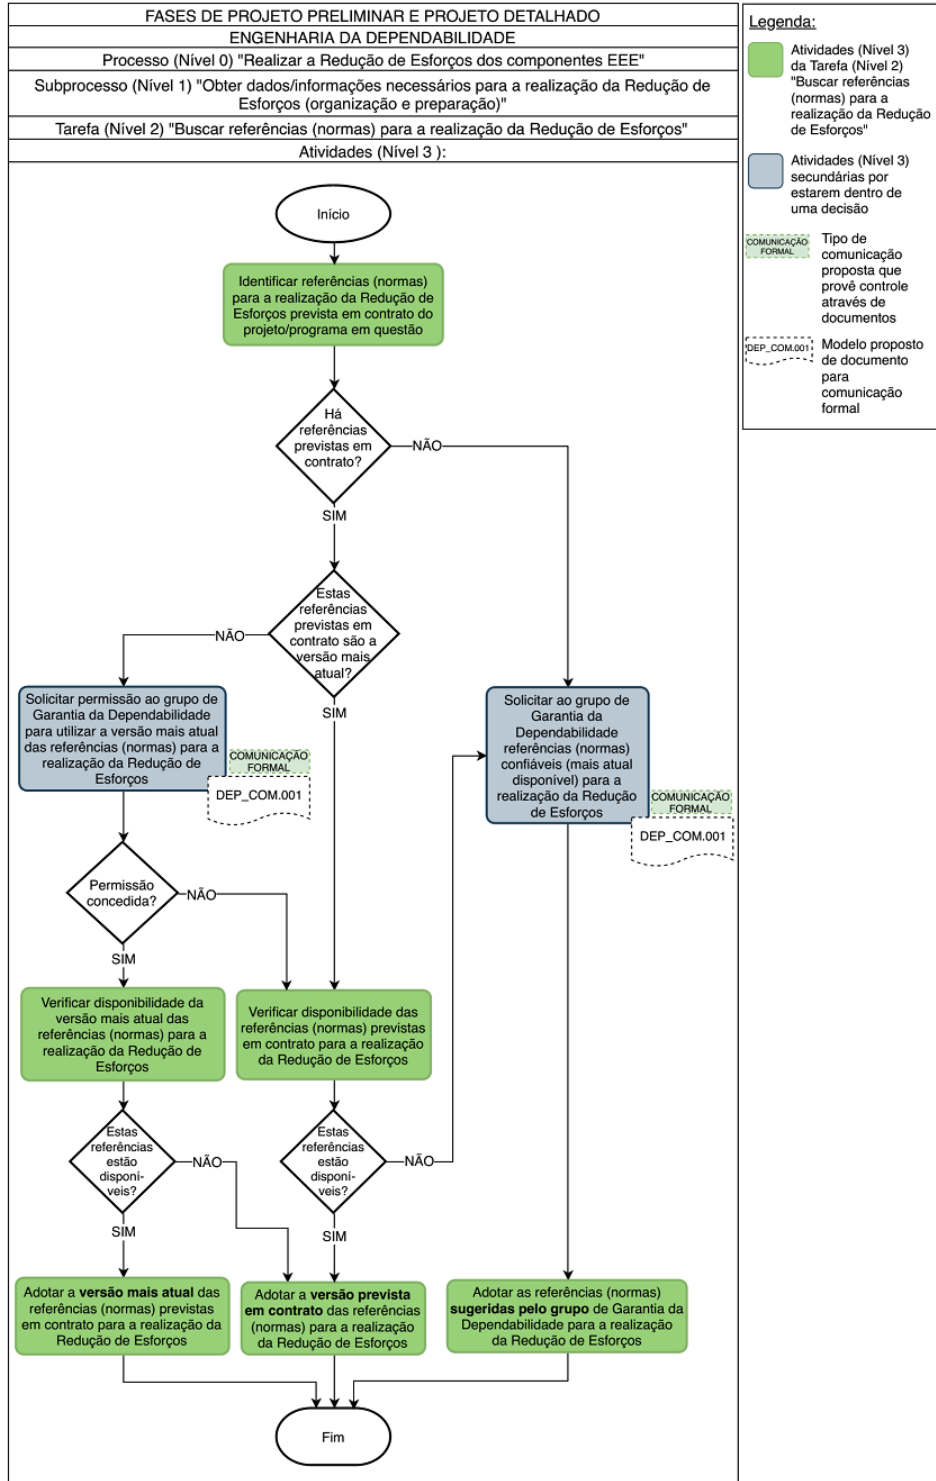 FASES DE PROJETO PRELIMINAR E PROJETO DETALHADO
ENGENHARIA DA DEPENDABILIDADE
Processo (Nível 0) "Realizar a Redução de Esforços dos componentes EEE"
Subprocesso (Nível 1) "Obter dados/informações necessários para a realização da Redução de
Esforços (organização e preparação)"
Tarefa (Nível 2) "Buscar referências (normas) para a realização da Redução de Esforços"
Atividades (Nível 3 ):
Legenda:
Atividades (Nível 3)
da Tarefa (Nível 2)
"Buscar referências
(normas) para a
realização da Redução
de Esforços"
Atividades (Nível 3)
secundárias por
estarem dentro de
uma decisão
COMUNICAÇÃO
FORMAL
Tipo de
comunicação
proposta que
provê controle
através de
documentos
DEP_COM.001
Modelo proposto
de documento
para
comunicação
formal
Início
Identificar referências (normas)
para a realização da Redução de
Esforços prevista em contrato do
projeto/programa em questão
Há
referências
previstas em
contrato?
NÃO
SIM
Estas
referências
previstas em
contrato são a
versão mais
atual?
NÃO
SIM
Solicitar permissão ao grupo de
Garantia da Dependabilidade
para utilizar a versão mais atual
das referências (normas) para a
realização da Redução de
Esforços
COMUNICAÇÃO
FORMAL
DEP_COM.001
Solicitar ao grupo de
Garantia da
Dependabilidade
referências (normas)
confiáveis (mais atual
disponível) para a
realização da Redução
de Esforços
COMUNICAÇÃO
FORMAL
DEP_COM.001
Permissão
concedida?
NÃO
SIM
Verificar disponibilidade da
versão mais atual das
referências (normas) para a
realização da Redução de
Esforços
Verificar disponibilidade das
referências (normas) previstas
em contrato para a realização
da Redução de Esforços
Estas
referências
estão
disponí-
veis?
NÃO
SIM
Estas
referências
estão
disponí-
veis?
NÃO
SIM
Adotar a versão mais atual das
referências (normas) previstas
em contrato para a realização da
Redução de Esforços
Adotar a versão prevista
em contrato das referências
(normas) para a realização
da Redução de Esforços
Adotar as referências (normas)
sugeridas pelo grupo de Garantia da
Dependabilidade para a realização
da Redução de Esforços
Fim